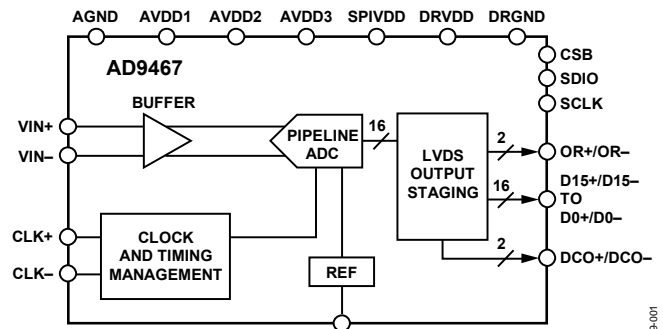 AGND AVDD1 AVDD2 AVDD3 SPIVDD DRVDD DRGND
AD9467
CSB
SDIO
SCLK
BUFFER
VIN+
VIN–
PIPELINE
ADC
16
LVDS
OUTPUT
STAGING
2
OR+/OR–
16
D15+/D15–
TO
D0+/D0–
2
DCO+/DCO–
CLK+
CLK–
CLOCK
AND TIMING
MANAGEMENT
REF
9-001